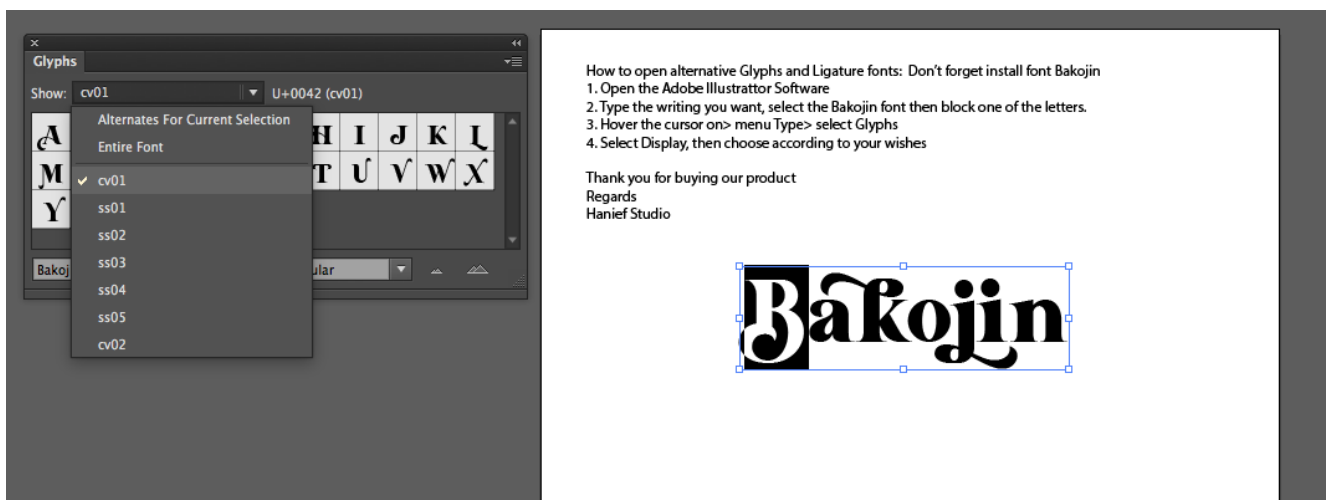 Glyphs
Show: cv01 U+0042 (cv01)
Alternates For Current Selection
Entire Font
cv01
ss01
ss02
ss03
ss04
ss05
cv02
A H I J K L
M T U V W X
Y
Bakoj ular
How to open alternative Glyphs and Ligature fonts: Don't forget install font Bakojin
1. Open the Adobe Illustrattor Software
2. Type the writing you want, select the Bakojin font then block one of the letters.
3. Hover the cursor on> menu Type> select Glyphs
4. Select Display, then choose according to your wishes
Thank you for buying our product
Regards
Hanief Studio
Bakojin